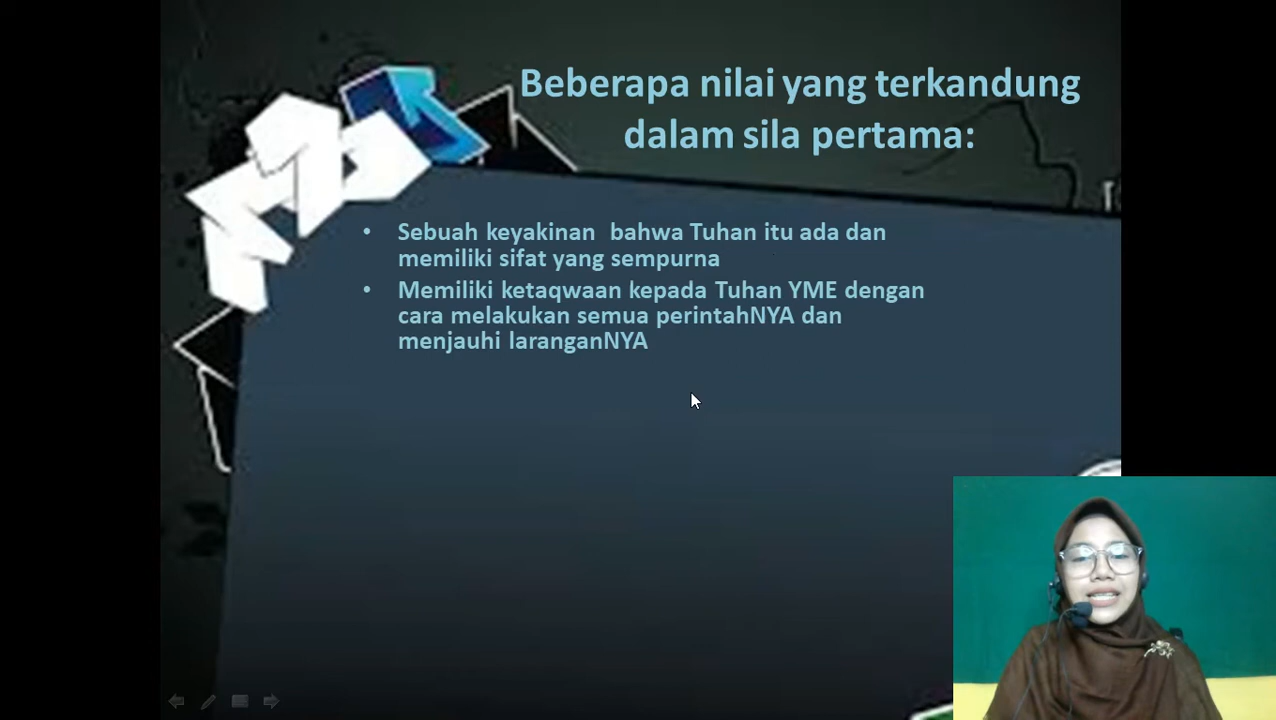 Beberapa nilai yang terkandung
dalam sila pertama:
• Sebuah keyakinan bahwa Tuhan itu ada dan
memiliki sifat yang sempurna
• Memiliki ketaqwaan kepada Tuhan YME dengan
cara melakukan semua perintahNYA dan
menjauhi laranganNYA